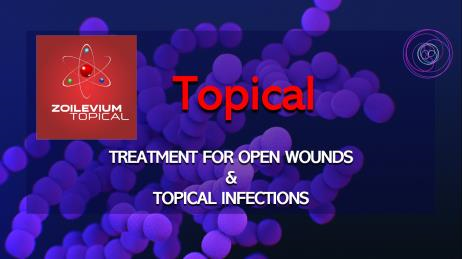 ZOILEVIUM
TOPICAL
Topical
TREATMENT FOR OPEN WOUNDS
&
TOPICAL INFECTIONS